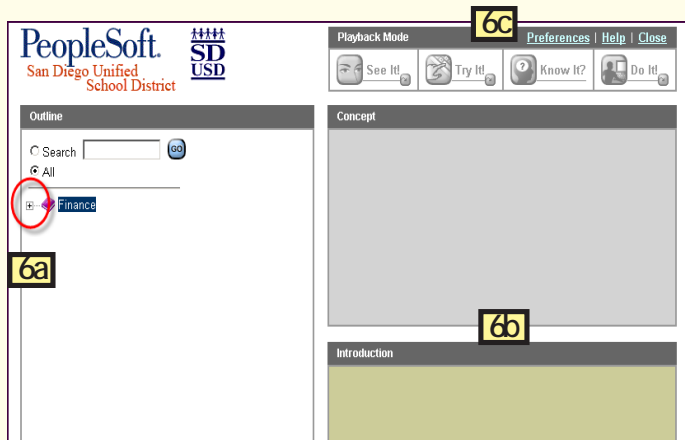 PeopleSoft.
San Diego Unified
School District
SD
USD
6c
Playback Mode
Preferences | Help | Close
See It!
Try It!
? Know It?
Do It!
Outline
Search
GO
All
Finance
6a
Concept
6b
Introduction